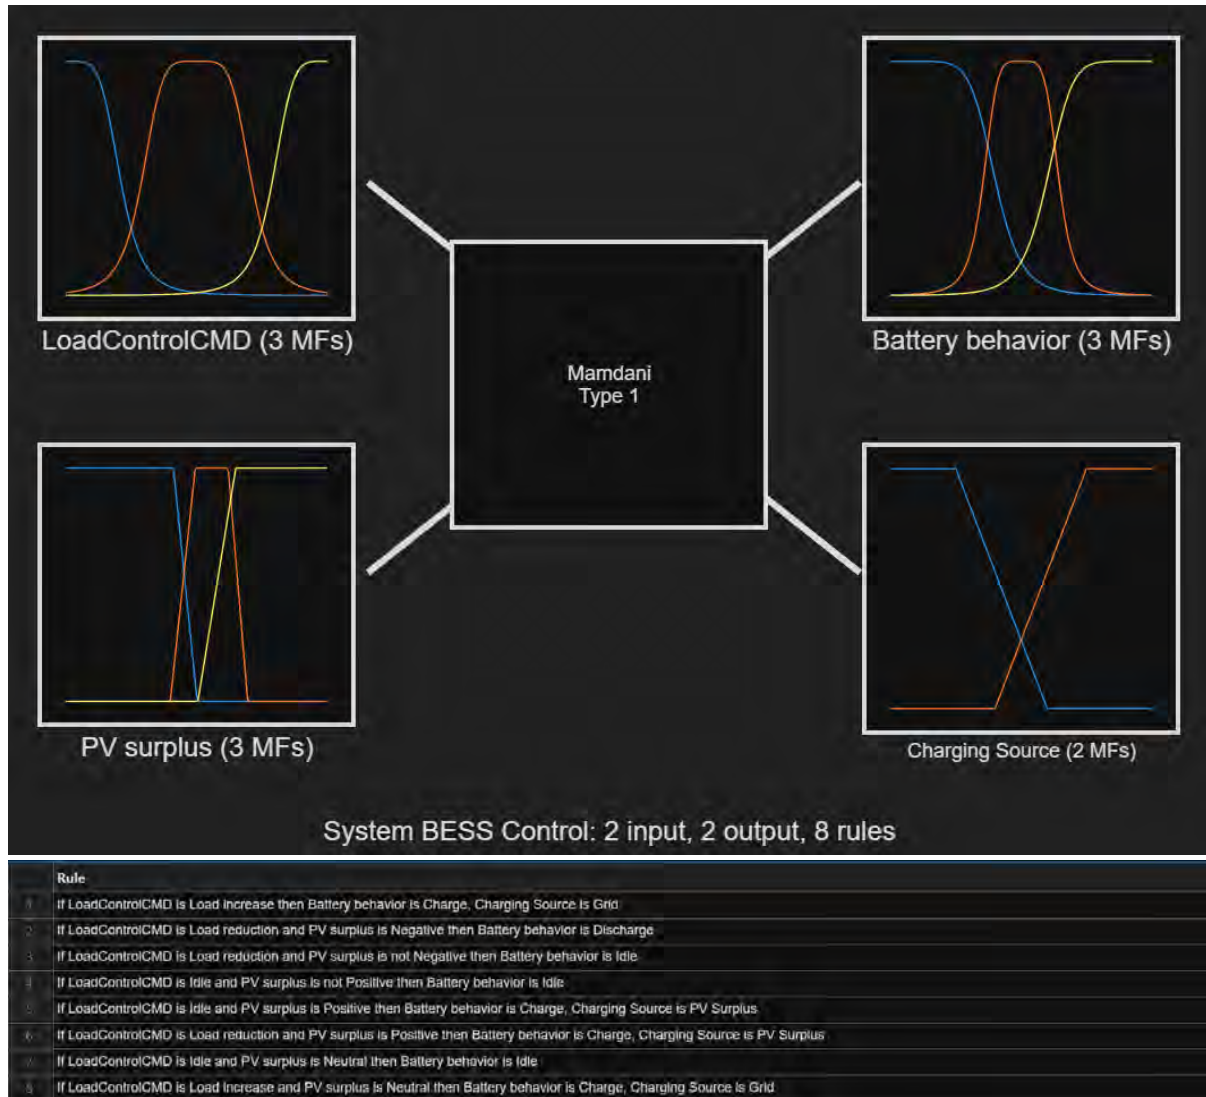 LoadControlCMD (3 MFs)
Battery behavior (3 MFs)
Mamdani
Type 1
PV surplus (3 MFs)
Charging Source (2 MFs)
System BESS Control: 2 input, 2 output, 8 rules
Rule
1 If LoadControlCMD is Load increase then Battery behavior is Charge, Charging Source is Grid
2 If LoadControlCMD is Load reduction and PV surplus is Negative then Battery behavior is Discharge
3 If LoadControlCMD is Load reduction and PV surplus is not Negative then Battery behavior is Idle
4 If LoadControlCMD is Idle and PV surplus is not Positive then Battery behavior is Idle
5 If LoadControlCMD is Idle and PV surplus is Positive then Battery behavior is Charge, Charging Source is PV Surplus
6 If LoadControlCMD is Load reduction and PV surplus is Positive then Battery behavior is Charge, Charging Source is PV Surplus
7 If LoadControlCMD is Idle and PV surplus is Neutral then Battery behavior is Idle
8 If LoadControlCMD is Load increase and PV surplus is Neutral then Battery behavior is Charge, Charging Source is Grid